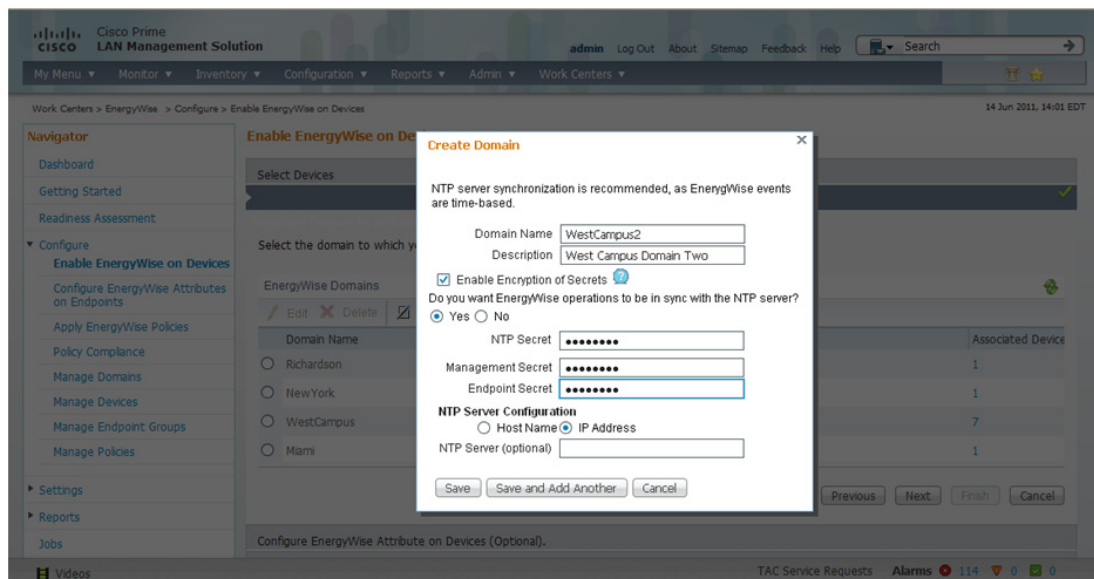 Cisco Prime
CISCO LAN Management Solution
admin Log Out About Sitemap Feedback Help Search
My Menu Monitor Inventory Configuration Reports Admin Work Centers
Work Centers > EnergyWise > Configure > Enable EnergyWise on Devices
14 Jun 2011, 14:01 EDT
Navigator
Dashboard
Getting Started
Readiness Assessment
Configure
Enable EnergyWise on Devices
Configure EnergyWise Attributes
on Endpoints
Apply EnergyWise Policies
Policy Compliance
Manage Domains
Manage Devices
Manage Endpoint Groups
Manage Policies
Settings
Reports
Jobs
Videos
Enable EnergyWise on De
Select Devices
Select the domain to which y
EnergyWise Domains
Edit Delete
Domain Name Associated Device
Richardson 1
NewYork 1
WestCampus 7
Miami 1
Previous Next Finish Cancel
Configure EnergyWise Attribute on Devices (Optional).
Create Domain
NTP server synchronization is recommended, as EnerygWise events
are time-based.
Domain Name WestCampus2
Description West Campus Domain Two
Enable Encryption of Secrets ?
Do you want EnergyWise operations to be in sync with the NTP server?
Yes No
NTP Secret ••••••••
Management Secret ••••••••
Endpoint Secret ••••••••
NTP Server Configuration
Host Name IP Address
NTP Server (optional)
Save Save and Add Another Cancel
TAC Service Requests Alarms 114 0 0